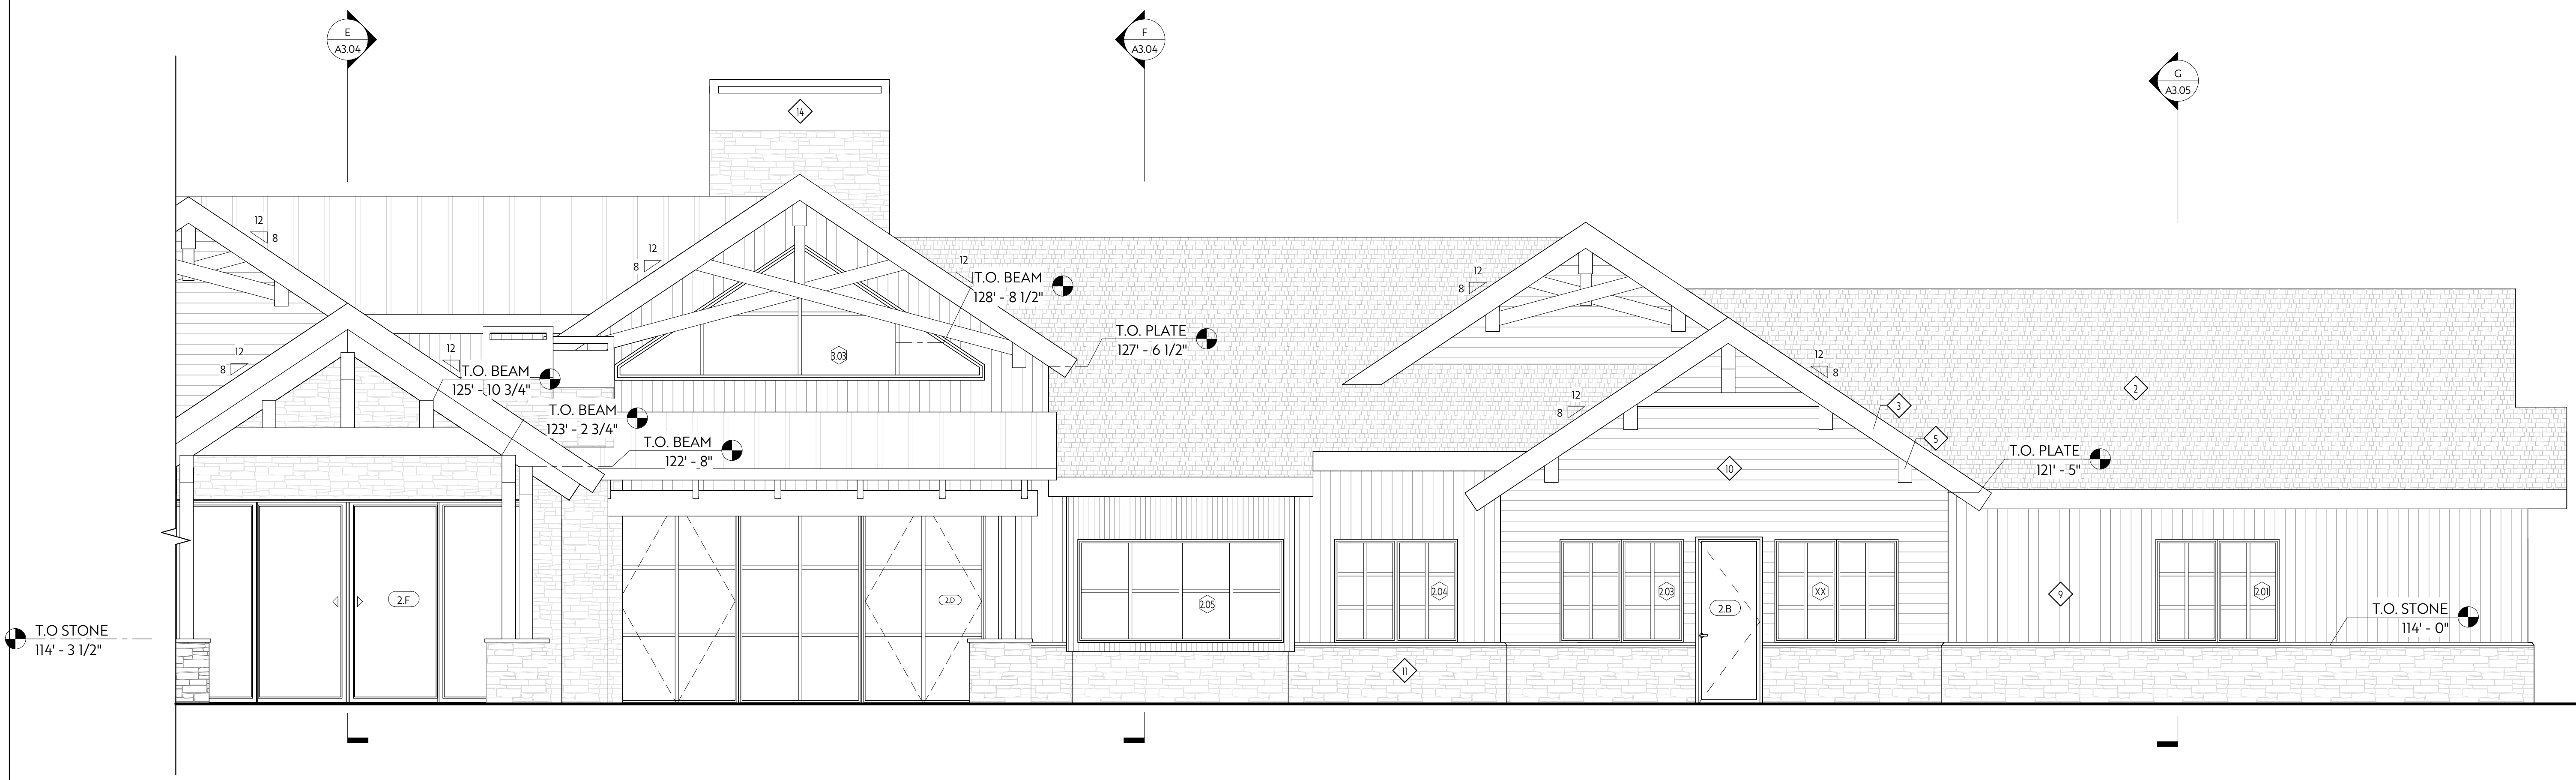 E
A3.04
F
A3.04
G
A3.05
14
12
8
12
8
12
T.O. BEAM
128' - 8 1/2"
12
8
T.O. PLATE
127' - 6 1/2"
3.03
12
8
12
T.O. BEAM
125' - 10 3/4"
T.O. BEAM
123' - 2 3/4"
T.O. BEAM
122' - 8"
12
8
12
8
2
3
5
10
T.O. PLATE
121' - 5"
2.F
2.D
2.05
2.04
2.03
2.B
XX
9
2.01
T.O. STONE
114' - 0"
T.O STONE
114' - 3 1/2"
11